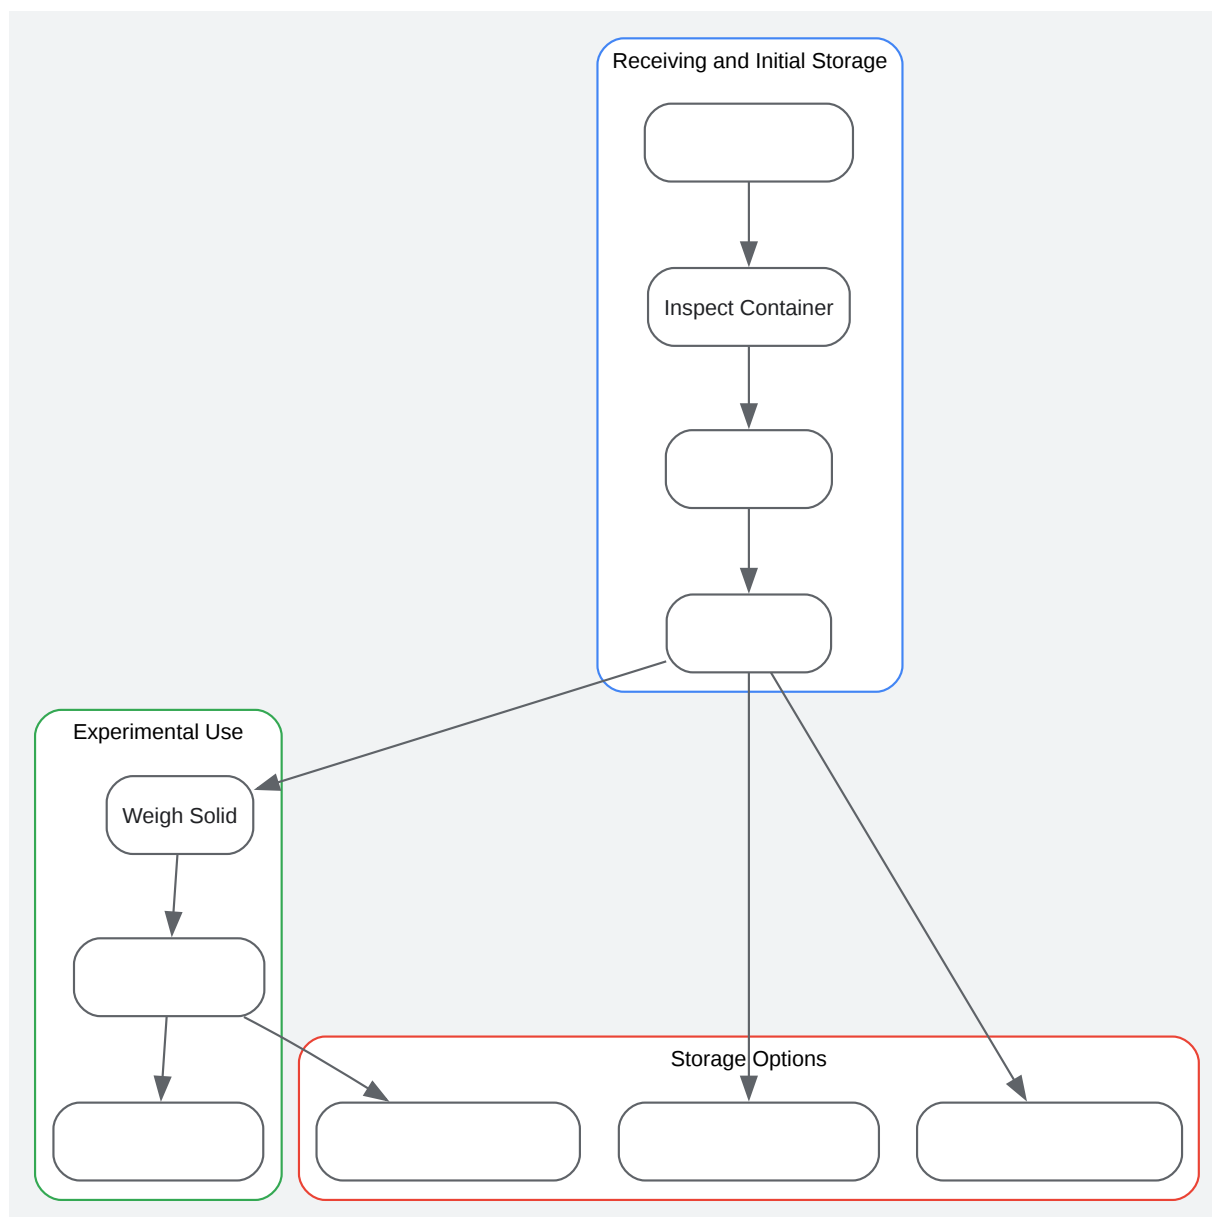 Receiving and Initial Storage
Inspect Container
Experimental Use
Weigh Solid
Storage Options